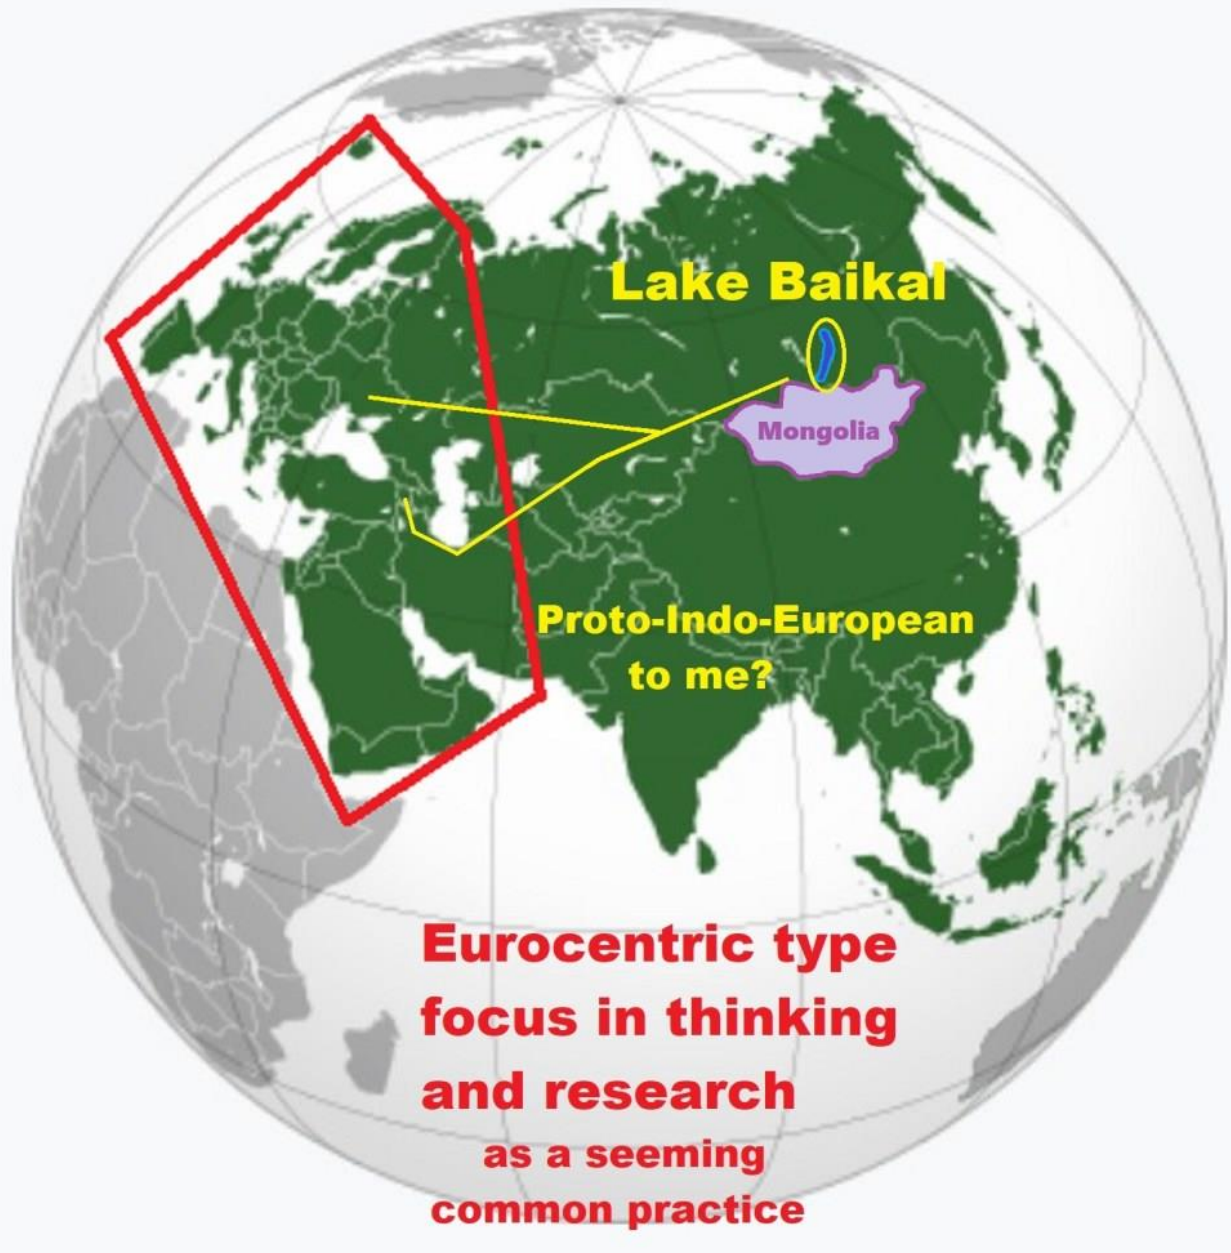 Lake Baikal
Mongolia
Proto-Indo-European
to me?
Eurocentric type
focus in thinking
and research
as a seeming
common practice